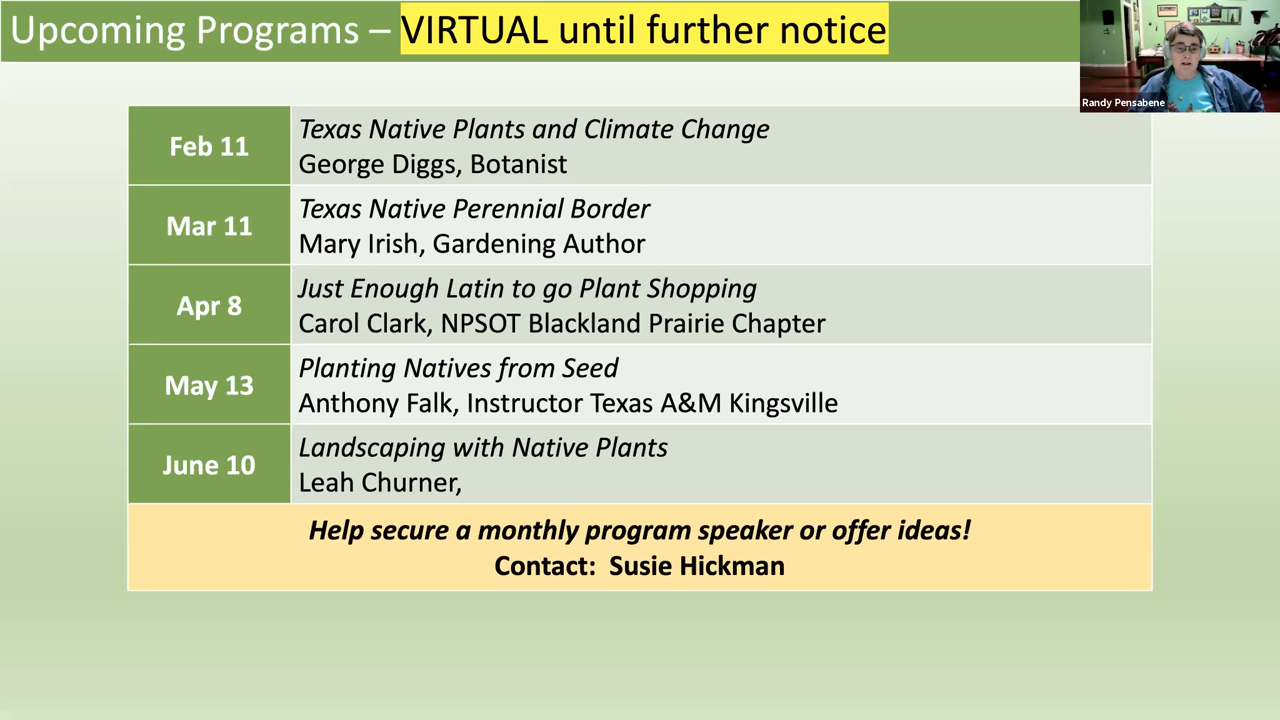 Upcoming Programs – VIRTUAL until further notice
Randy Pensabene
Feb 11
Texas Native Plants and Climate Change
George Diggs, Botanist
Mar 11
Texas Native Perennial Border
Mary Irish, Gardening Author
Apr 8
Just Enough Latin to go Plant Shopping
Carol Clark, NPSOT Blackland Prairie Chapter
May 13
Planting Natives from Seed
Anthony Falk, Instructor Texas A&M Kingsville
June 10
Landscaping with Native Plants
Leah Churner,
Help secure a monthly program speaker or offer ideas!
Contact:  Susie Hickman